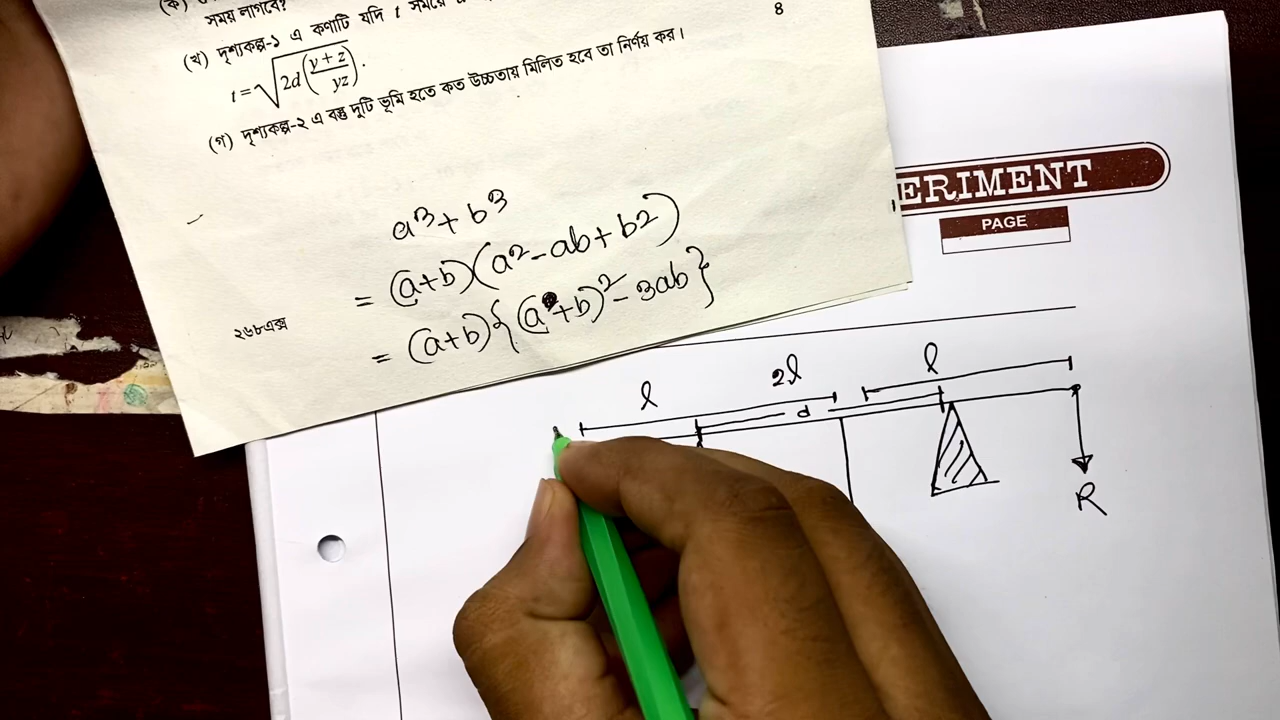 সময় লাগবে?
(খ) দৃশ্যকল্প-১ এ কণাটি যদি t সময়ে
t=√2d(y+z/yz).
৪
(গ) দৃশ্যকল্প-২ এ বস্তু দুটি ভূমি হতে কত উচ্চতায় মিলিত হবে তা নির্ণয় কর।
a³ + b³
= (a+b)(a²-ab+b2)
= (a+b){(a+b)²-3ab}
২৬৮এক্স
ERIMENT
PAGE
l
2l
l
d
R